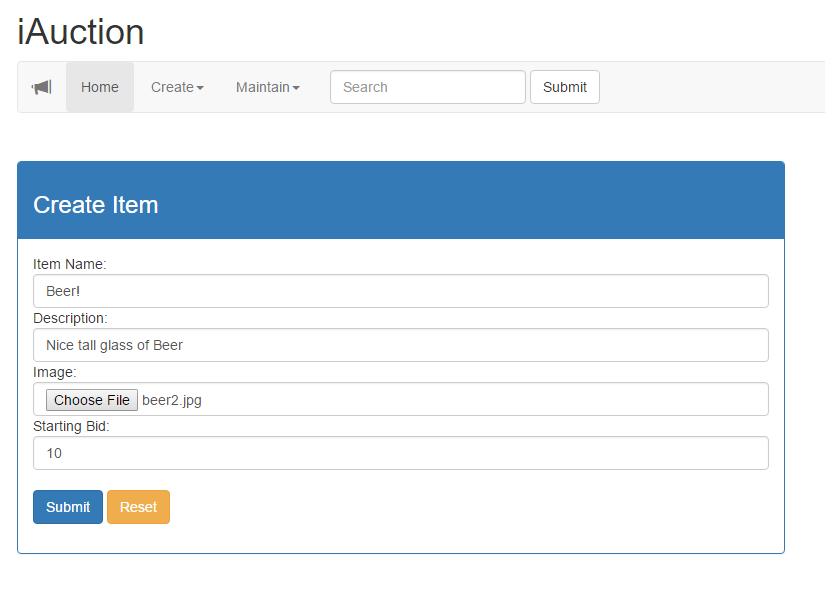 iAuction
Home Create Maintain Search Submit
Create Item
Item Name:
Beer!
Description:
Nice tall glass of Beer
Image:
Choose File beer2.jpg
Starting Bid:
10
Submit Reset